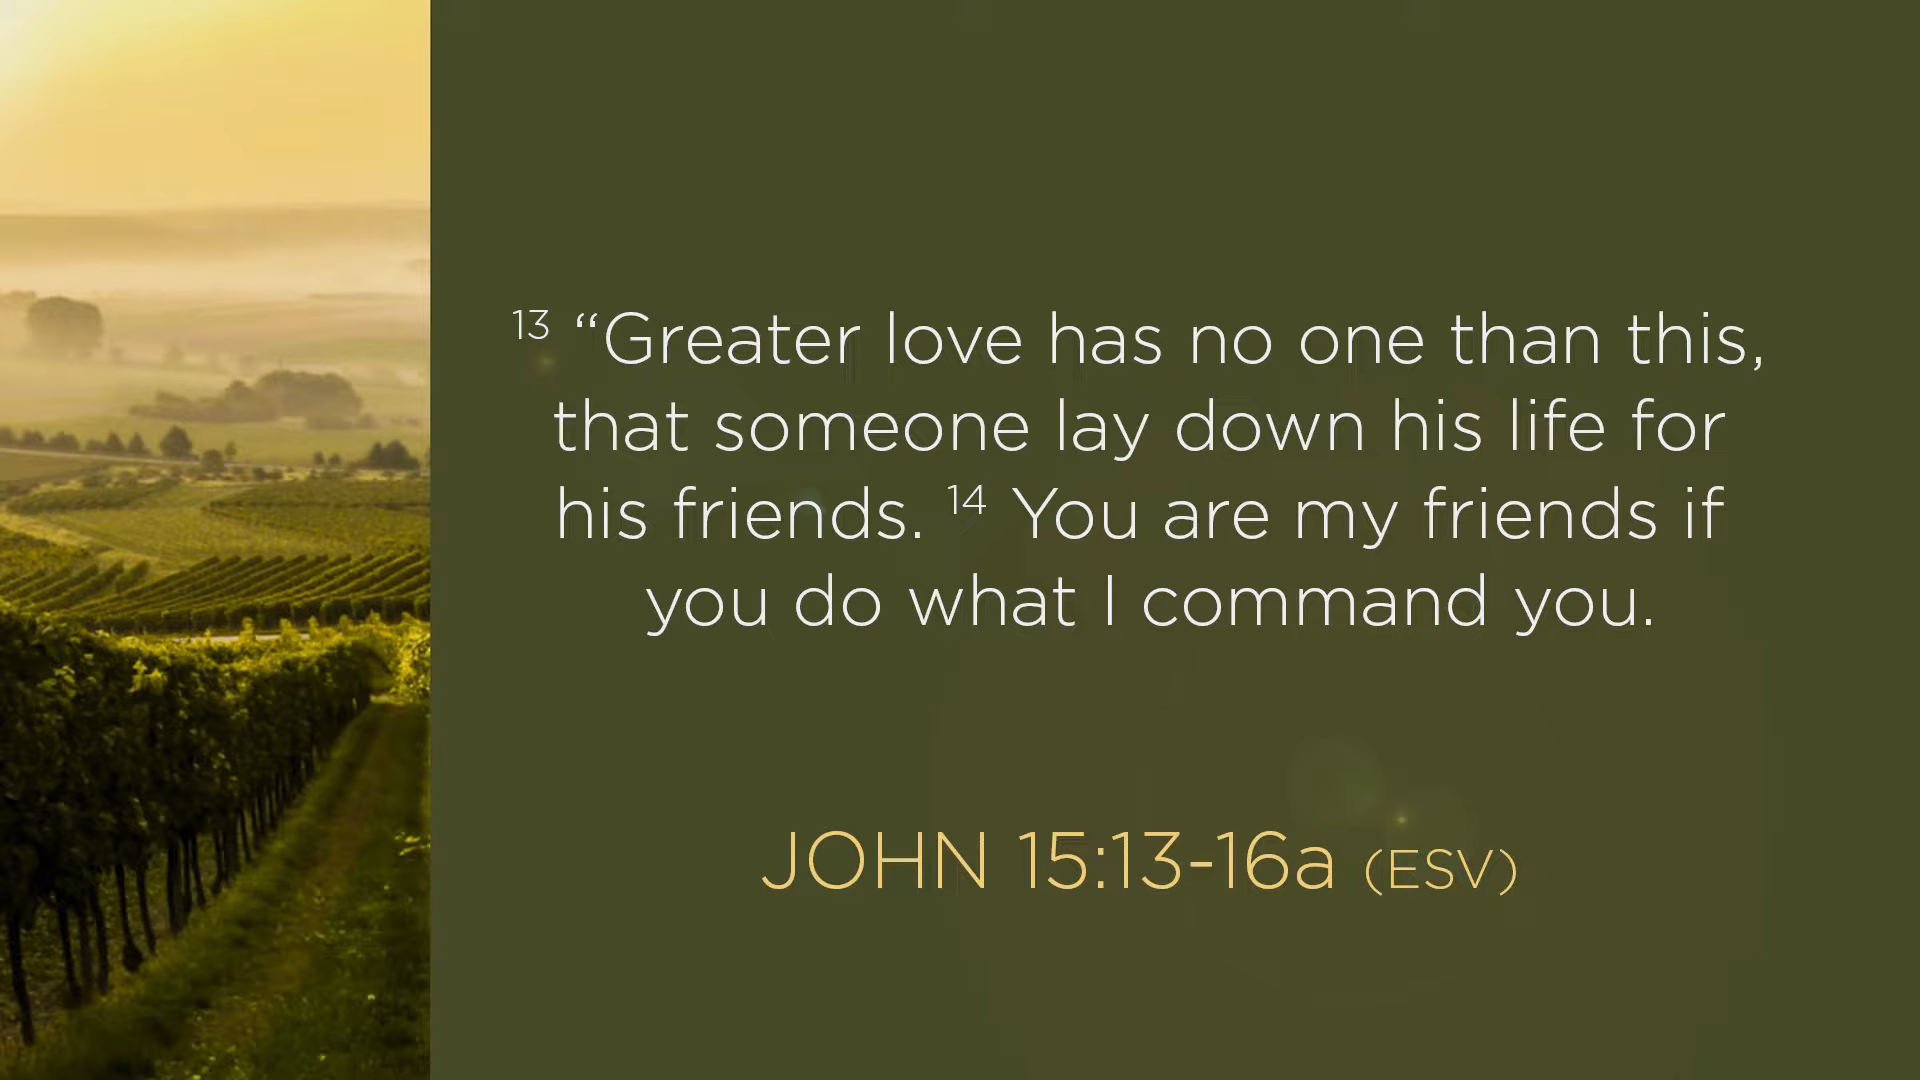 13 “Greater love has no one than this,
that someone lay down his life for
his friends. 14 You are my friends if
you do what I command you.
JOHN 15:13-16a (ESV)